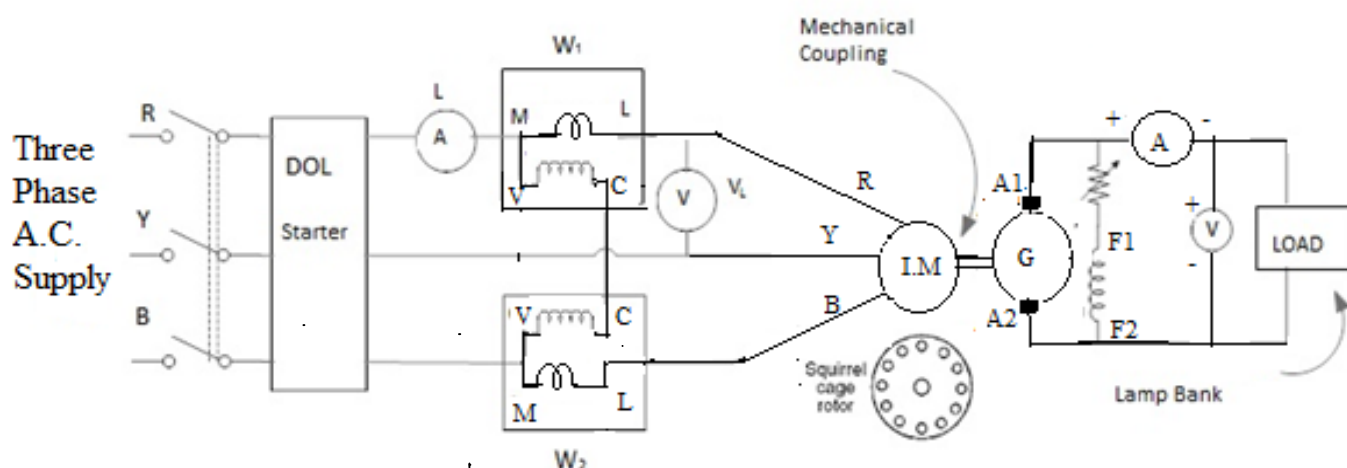 Three
Phase
A.C.
Supply
R
Y
B
DOL
Starter
L
A
W₁
M
L
V
C
V
V_L
V
C
M
L
W₂
R
Y
B
I.M
Mechanical
Coupling
Squirrel
cage
rotor
G
A1
A2
+
A
-
F1
F2
+
V
-
LOAD
Lamp Bank